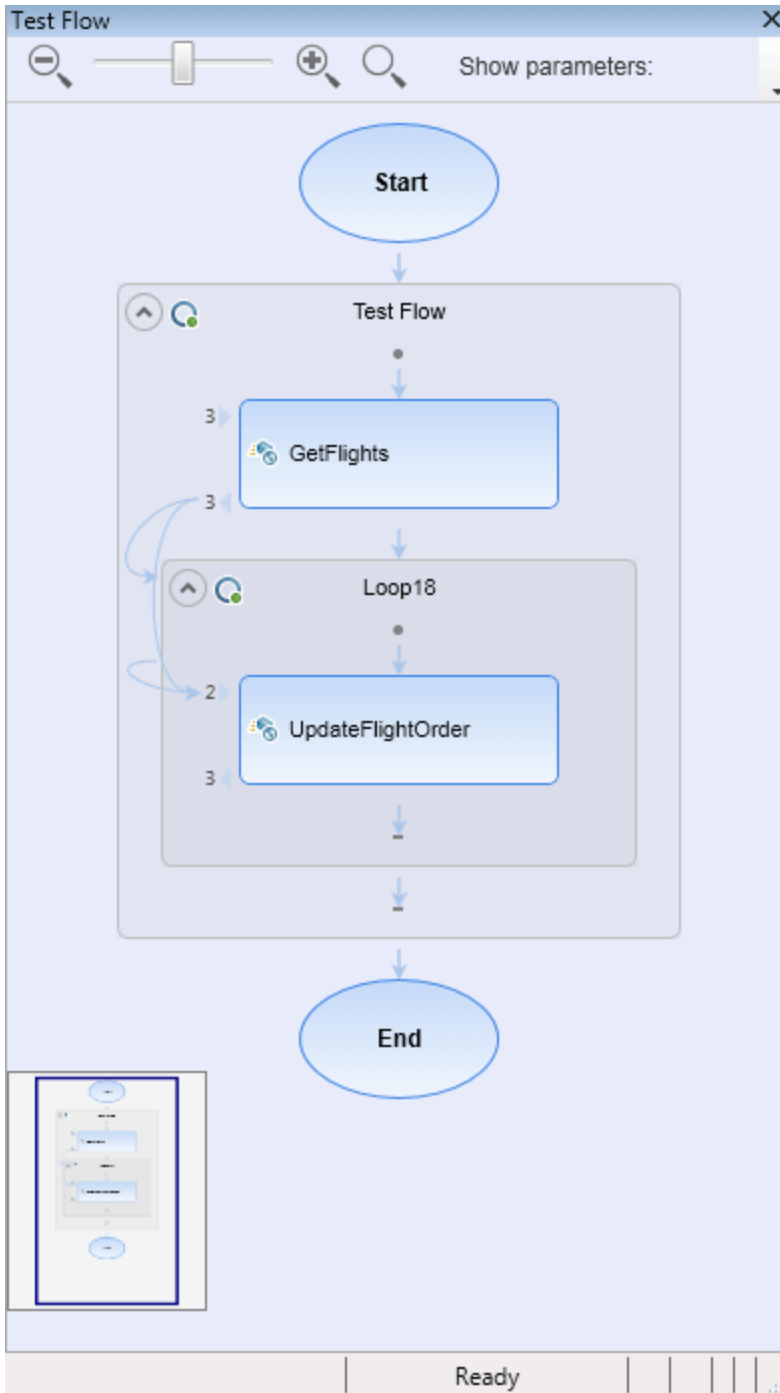 Test Flow
Show parameters:
Start
Test Flow
3
GetFlights
3
Loop18
2
UpdateFlightOrder
3
End
Ready